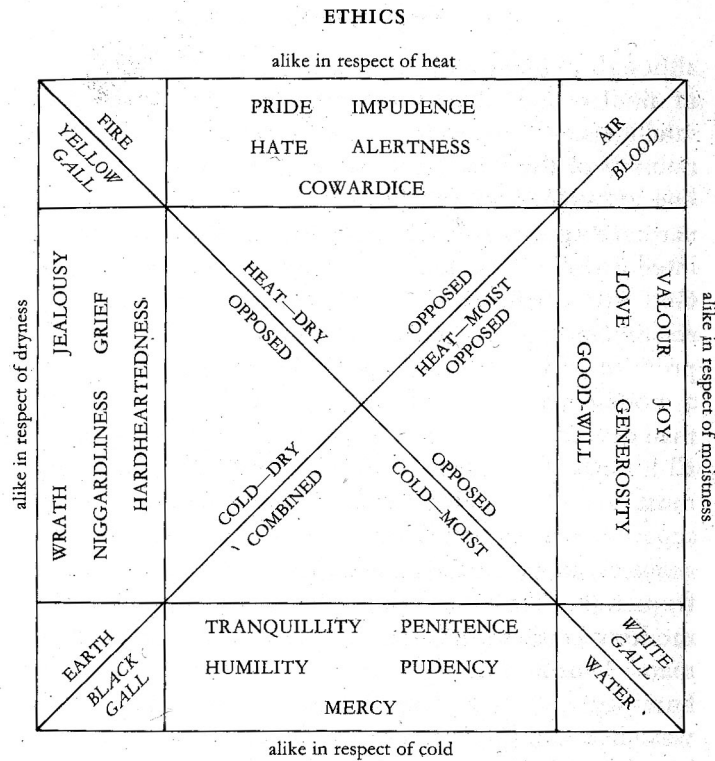 ETHICS
alike in respect of heat
FIRE
YELLOW
GALL
PRIDE IMPUDENCE
HATE ALERTNESS
COWARDICE
AIR
BLOOD
alike in respect of dryness
WRATH JEALOUSY
NIGGARDLINESS GRIEF
HARDHEARTEDNESS
HEAT—DRY
OPPOSED
OPPOSED
HEAT—MOIST
OPPOSED
COLD—DRY
COMBINED
OPPOSED
COLD—MOIST
VALOUR JOY
LOVE GENEROSITY
GOOD-WILL
alike in respect of moistness
EARTH
BLACK
GALL
TRANQUILLITY PENITENCE
HUMILITY PUDENCY
MERCY
WHITE
GALL
WATER
alike in respect of cold